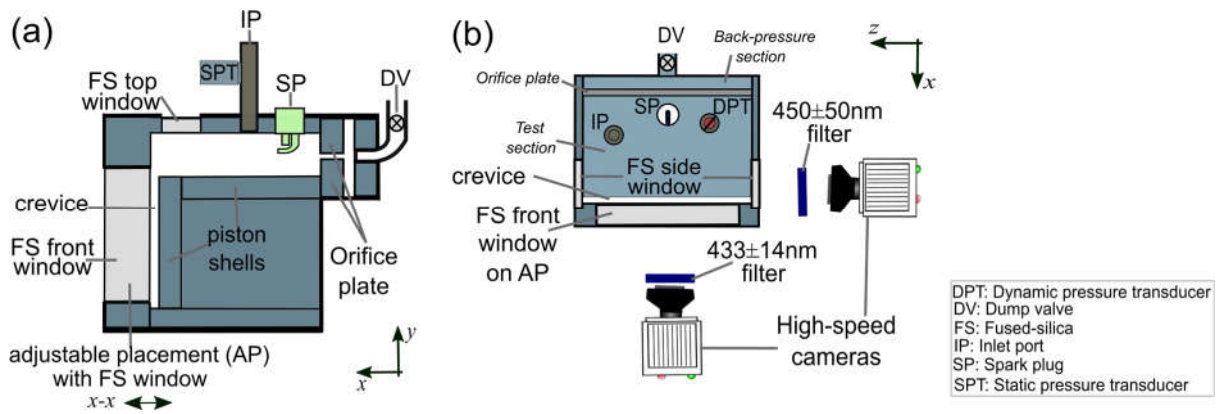 (a)
IP
SPT
FS top
window
SP
DV
crevice
FS front
window
piston
shells
Orifice
plate
adjustable placement (AP)
with FS window
x-x
y
x
(b)
DV
Back-pressure
section
z
x
Orifice plate
SP
DPT
IP
Test
section
450±50nm
filter
FS side
window
crevice
FS front
window
on AP
433±14nm
filter
High-speed
cameras
DPT: Dynamic pressure transducer
DV: Dump valve
FS: Fused-silica
IP: Inlet port
SP: Spark plug
SPT: Static pressure transducer